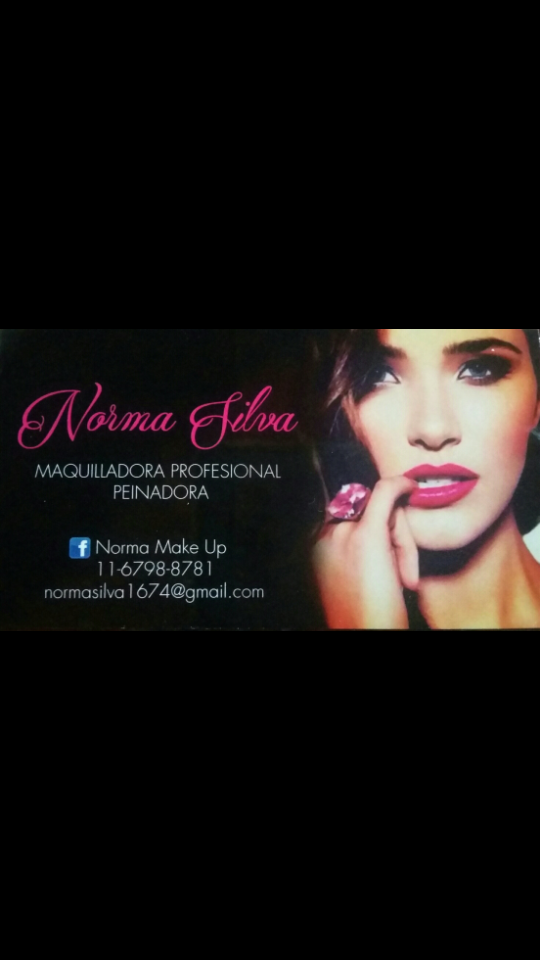 Norma Silva
MAQUILLADORA PROFESIONAL
PEINADORA
f Norma Make Up
11-6798-8781
normasilva1674@gmail.com